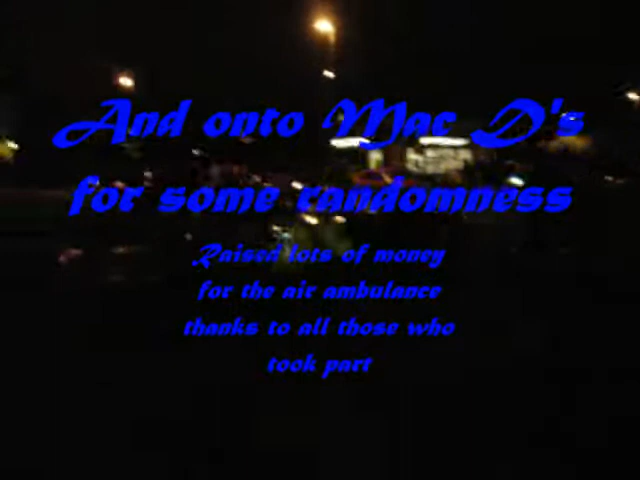 And onto Mac D's
for some randomness
Raised lots of money
for the air ambulance
thanks to all those who
took part